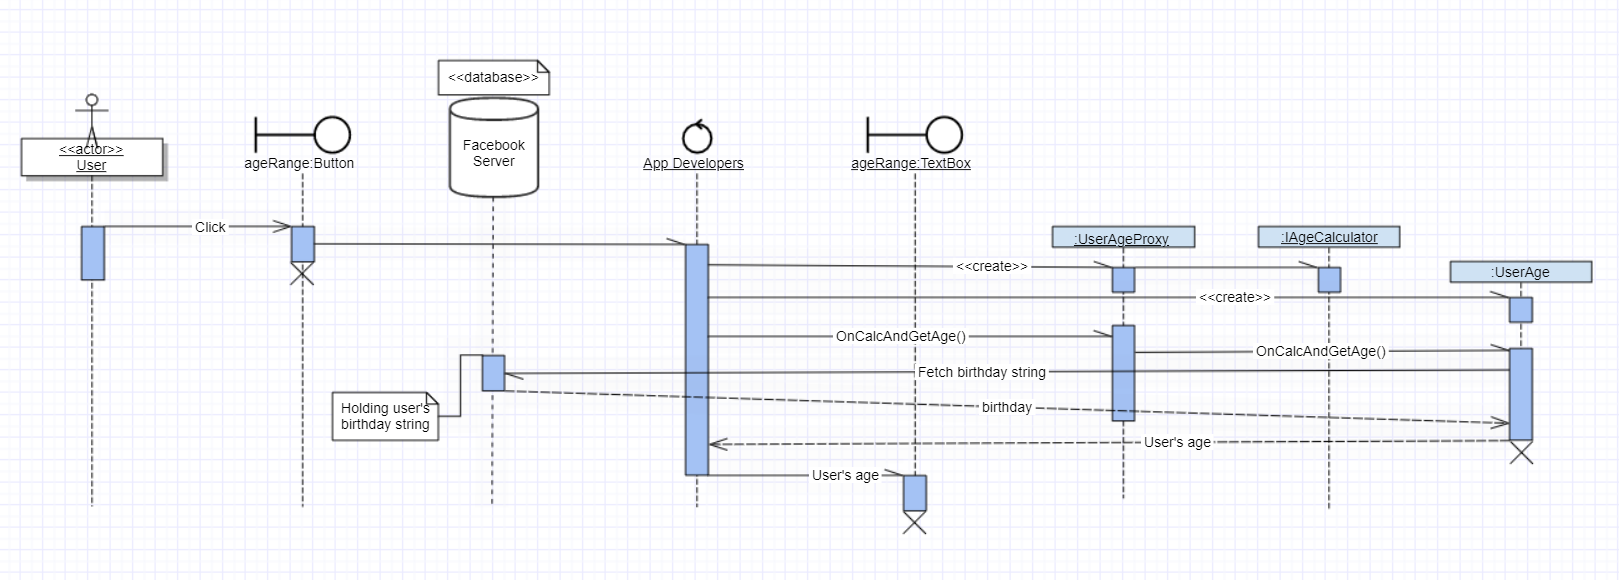 <<database>>
Facebook
Server
<<actor>>
User
ageRange:Button
App Developers
ageRange:TextBox
Click
:UserAgeProxy
:IAgeCalculator
:UserAge
<<create>>
<<create>>
OnCalcAndGetAge()
OnCalcAndGetAge()
Fetch birthday string
Holding user's
birthday string
birthday
User's age
User's age